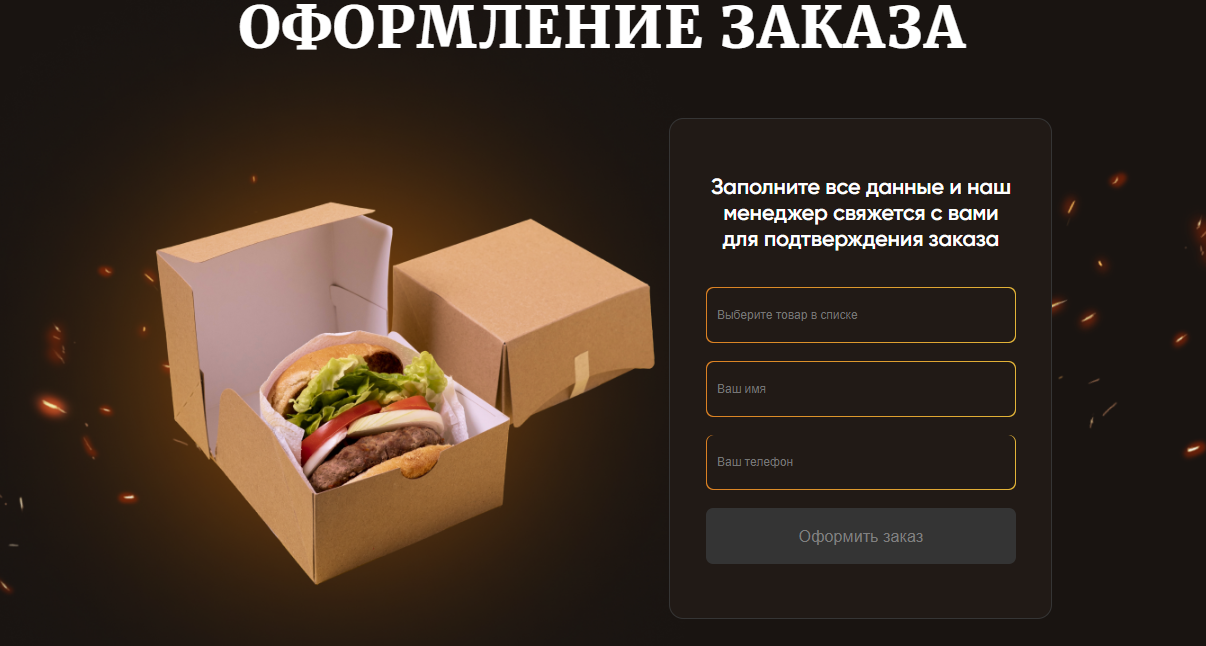 ОФОРМЛЕНИЕ ЗАКАЗА
Заполните все данные и наш
менеджер свяжется с вами
для подтверждения заказа
Выберите товар в списке
Ваш имя
Ваш телефон
Оформить заказ